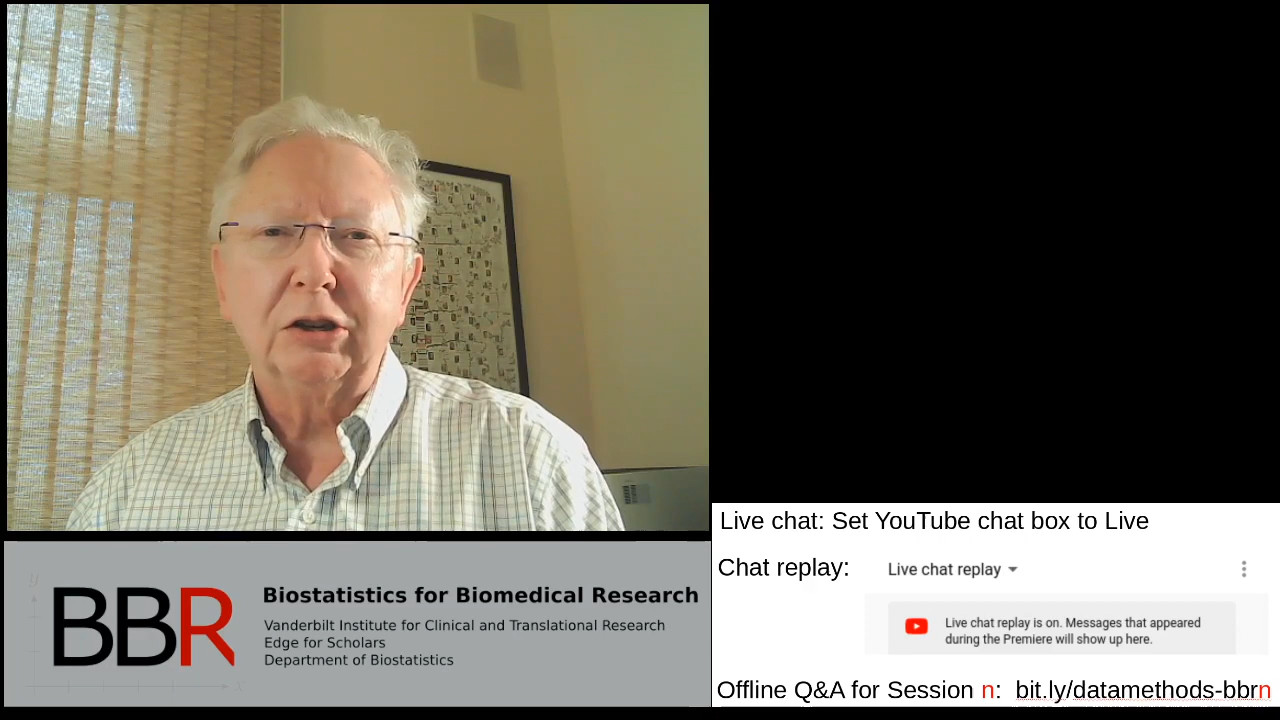 BBR
Biostatistics for Biomedical Research
Vanderbilt Institute for Clinical and Translational Research
Edge for Scholars
Department of Biostatistics
Live chat: Set YouTube chat box to Live
Chat replay:
Live chat replay
Live chat replay is on. Messages that appeared
during the Premiere will show up here.
Offline Q&A for Session n: bit.ly/datamethods-bbrn